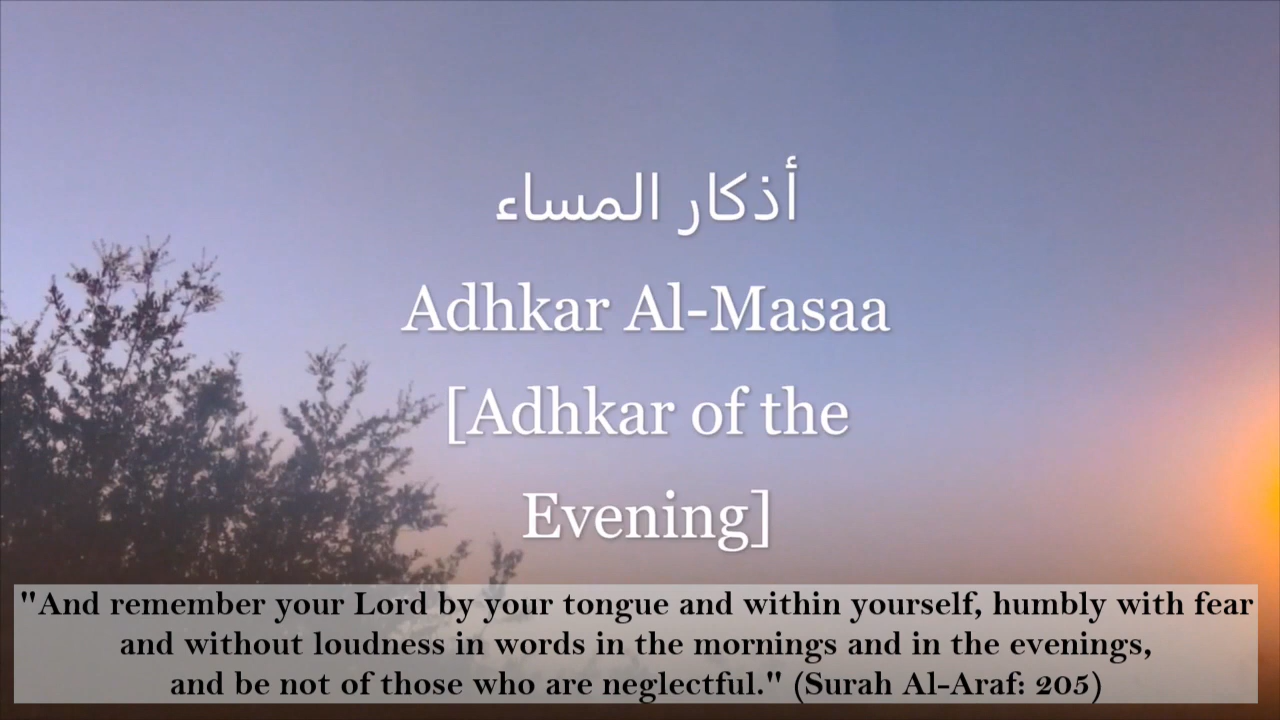 أذكار المساء
Adhkar Al-Masaa
[Adhkar of the
Evening]
"And remember your Lord by your tongue and within yourself, humbly with fear
and without loudness in words in the mornings and in the evenings,
and be not of those who are neglectful." (Surah Al-Araf: 205)